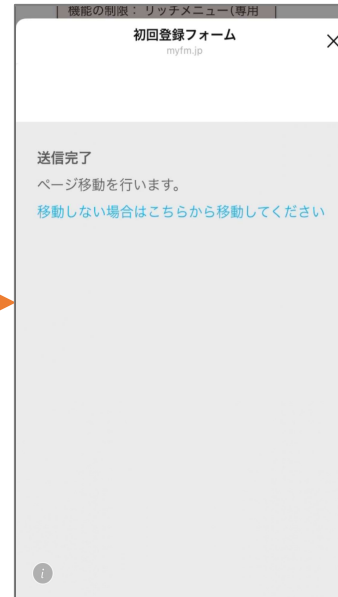 機能の制限： リッチメニュー(専用
初回登録フォーム
myfm.jp
送信完了
ページ移動を行います。
移動しない場合はこちらから移動してください